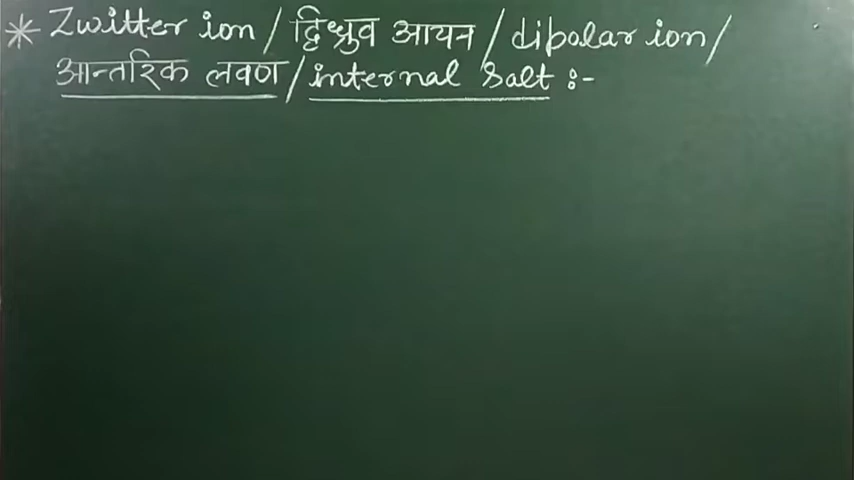 * Zwitter ion / द्विध्रुव आयन / dipolar ion /
आन्तरिक लवण / internal salt :-